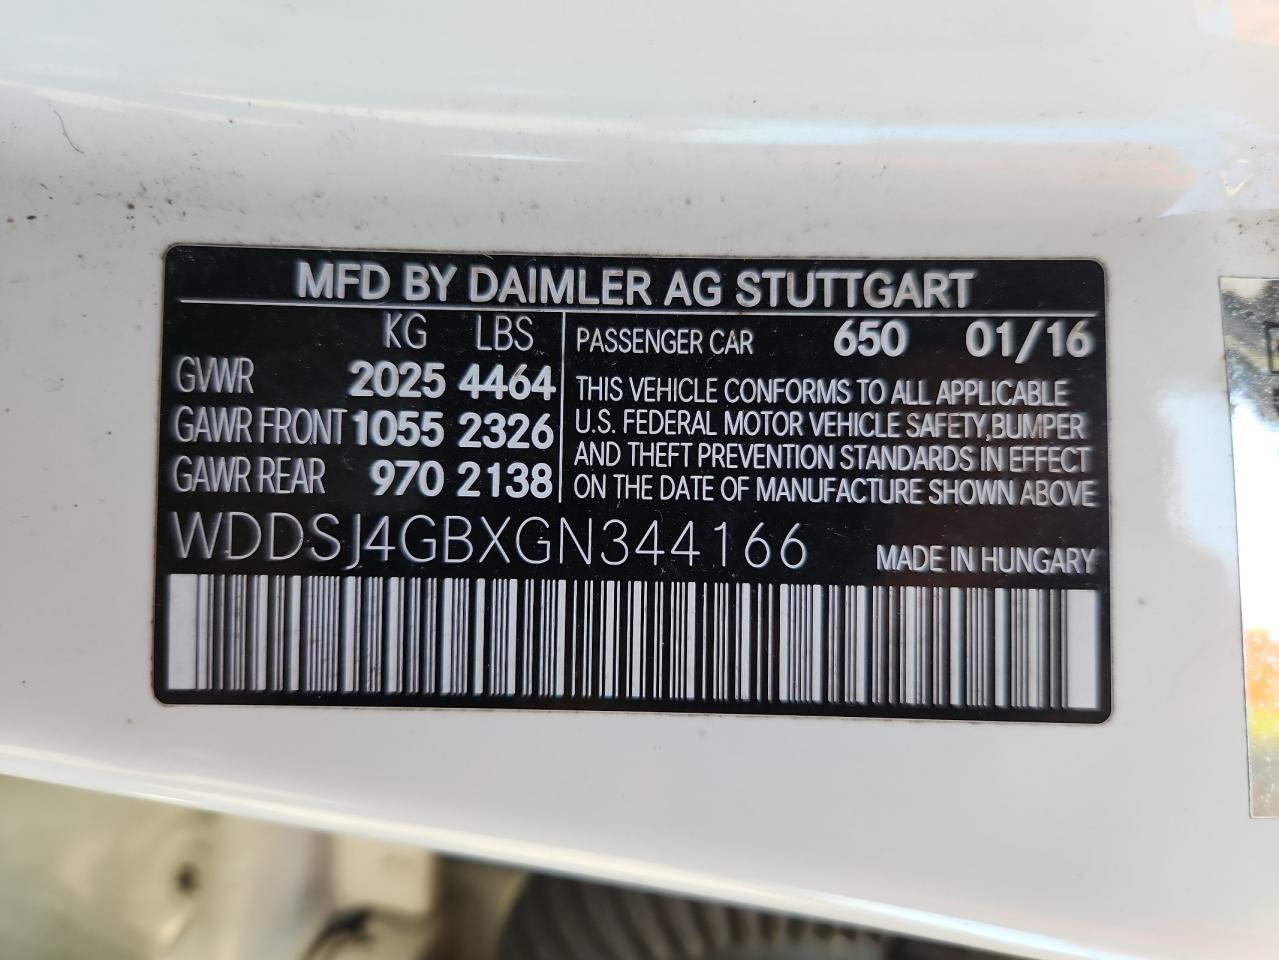 MFD BY DAIMLER AG STUTTGART
KG LBS
GVWR 2025 4464
GAWR FRONT 1055 2326
GAWR REAR 970 2138
PASSENGER CAR 650 01/16
THIS VEHICLE CONFORMS TO ALL APPLICABLE
U.S. FEDERAL MOTOR VEHICLE SAFETY,BUMPER
AND THEFT PREVENTION STANDARDS IN EFFECT
ON THE DATE OF MANUFACTURE SHOWN ABOVE
WDDSJ4GBXGN344166
MADE IN HUNGARY